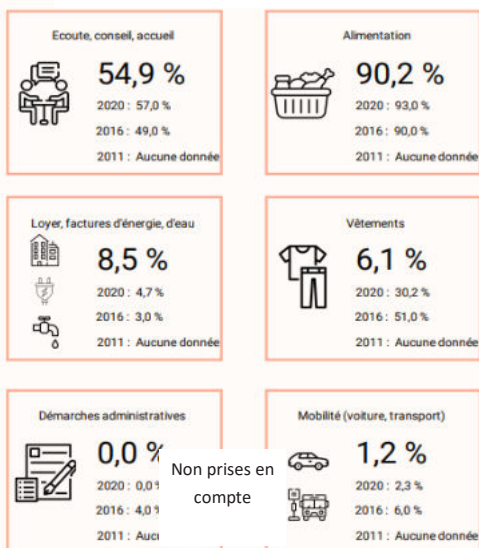 Ecoute, conseil, accueil
54,9 %
2020 : 57,0 %
2016 : 49,0 %
2011 : Aucune donnée
Alimentation
90,2 %
2020 : 93,0 %
2016 : 90,0 %
2011 : Aucune donnée
Loyer, factures d'énergie, d'eau
8,5 %
2020 : 4,7 %
2016 : 3,0 %
2011 : Aucune donnée
Vêtements
6,1 %
2020 : 30,2 %
2016 : 51,0 %
2011 : Aucune donnée
Démarches administratives
0,0 %
2020 : 0,0
2016 : 4,0
2011 :
Non prises en
compte
Mobilité (voiture, transport)
1,2 %
2020 : 2,3 %
2016 : 6,0 %
2011 : Aucune donnée